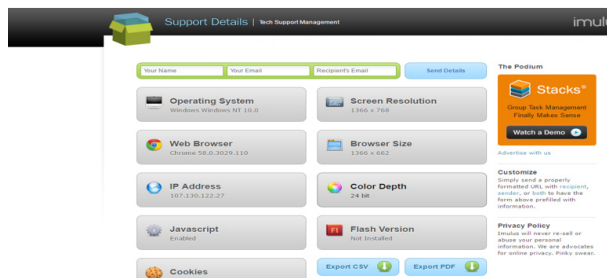 Support Details | Tech Support Management
imulu
Your Name
Your Email
Recipient's Email
Send Details
Operating System
Windows Windows NT 10.0
Screen Resolution
1366 x 768
Web Browser
Chrome 58.0.3029.110
Browser Size
1366 x 662
IP Address
107.130.122.27
Color Depth
24 bit
Javascript
Enabled
Fl
Flash Version
Not Installed
Cookies
Export CSV
Export PDF
The Podium
Stacks®
Group Task Management
Finally Makes Sense
Watch a Demo
Advertise with us
Customize
Simply send a properly
formatted URL with recipient,
sender, or both to have the
form above prefilled with
information.
Privacy Policy
Imulus will never re-sell or
abuse your personal
information. We are advocates
for online privacy. Pinky swear.